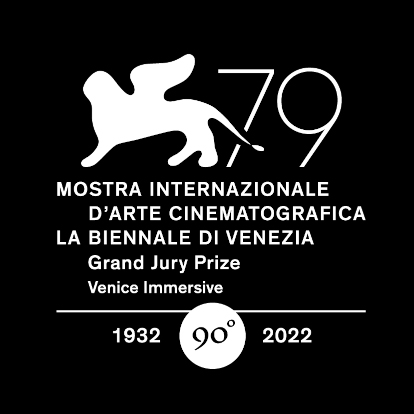 79
MOSTRA INTERNAZIONALE
D’ARTE CINEMATOGRAFICA
LA BIENNALE DI VENEZIA
Grand Jury Prize
Venice Immersive
1932 90° 2022